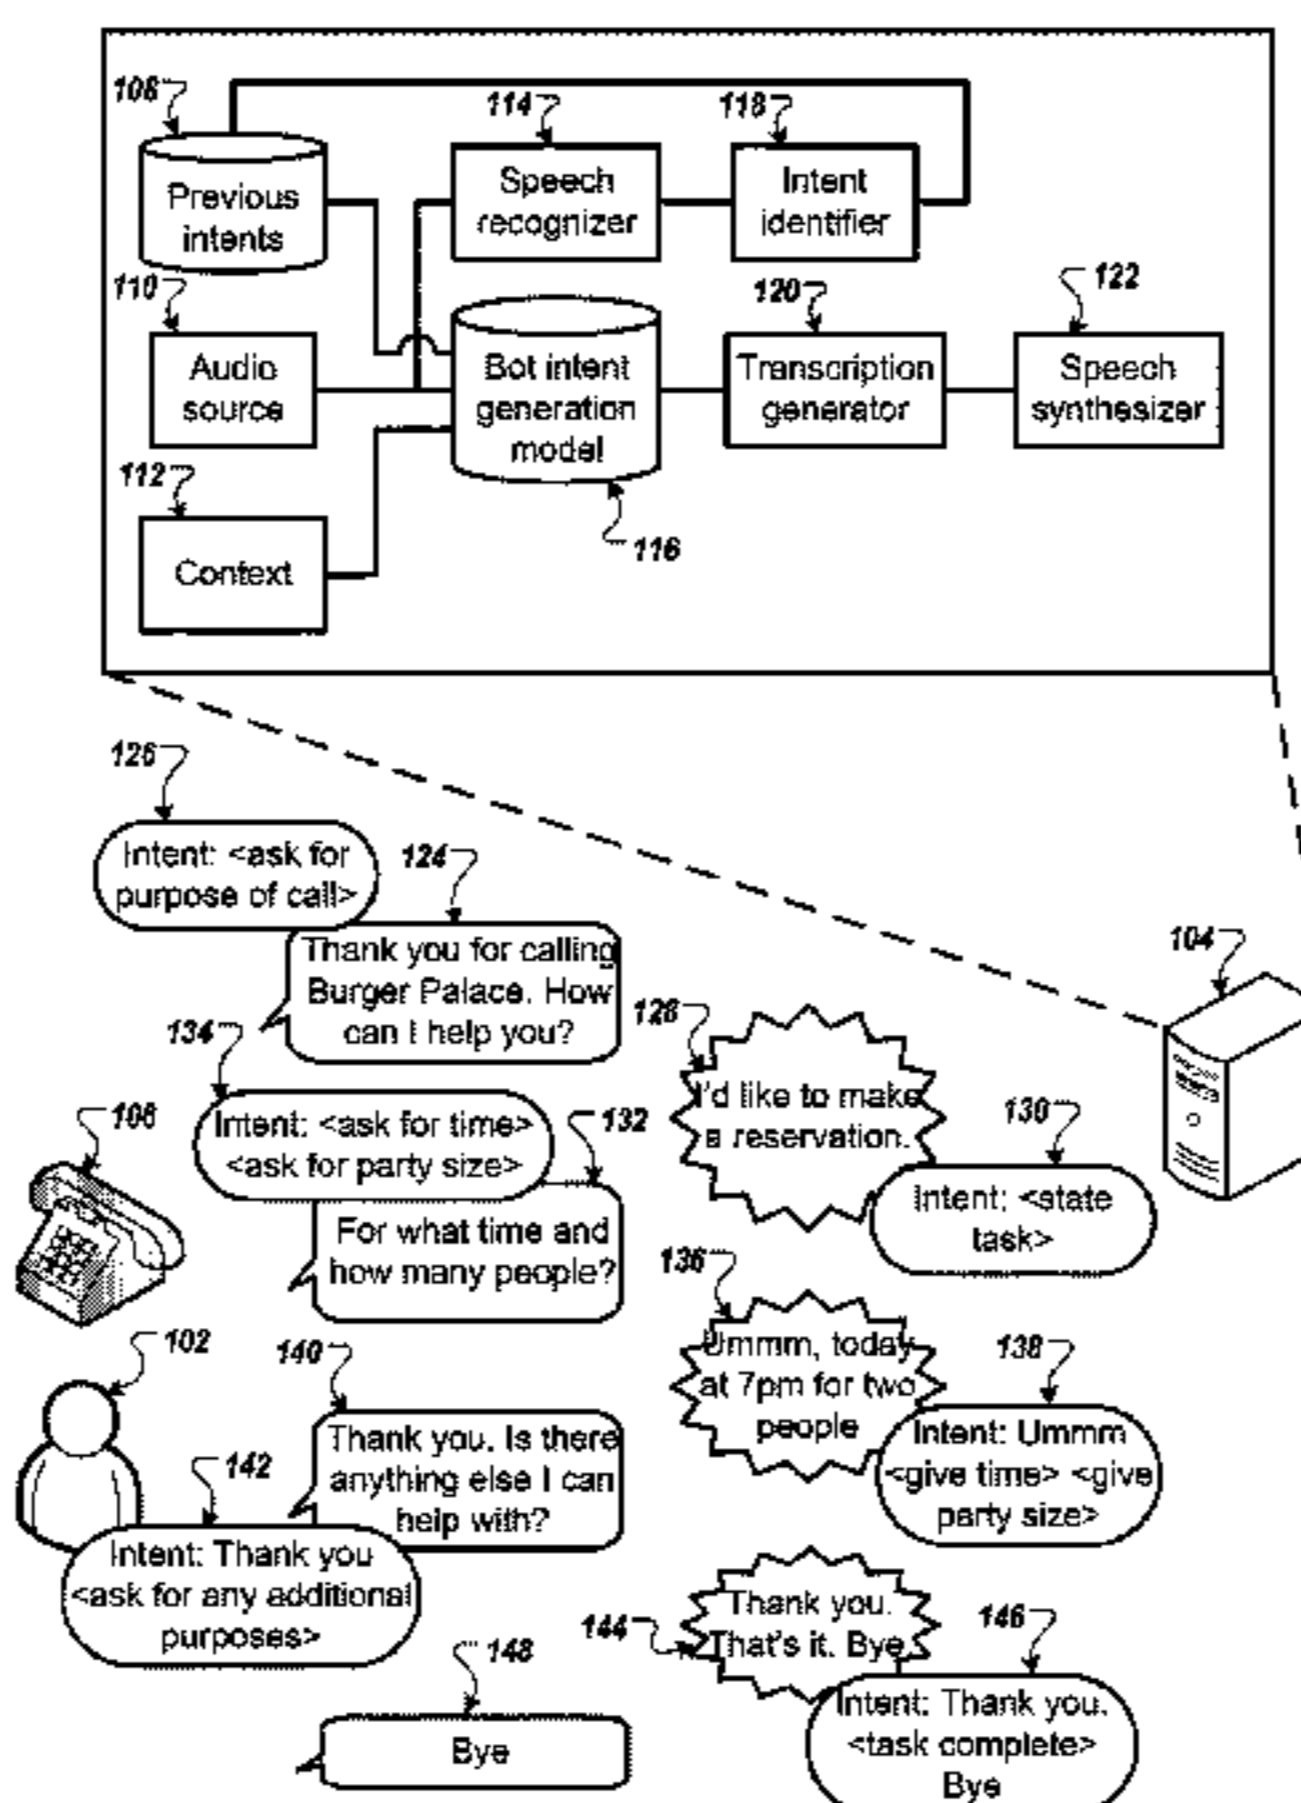 108
114
118
Previous
intents
Speech
recognizer
Intent
identifier
110
120
122
Audio
source
Bot intent
generation
model
Transcription
generator
Speech
synthesizer
112
116
Context
126
Intent: <ask for
purpose of call>
124
Thank you for calling
Burger Palace. How
can I help you?
104
134
128
I'd like to make
a reservation.
Intent: <ask for time>
<ask for party size>
132
130
106
Intent: <state
task>
For what time and
how many people?
136
Ummm, today
at 7pm for two
people
138
102
140
Intent: Ummm
<give time> <give
party size>
Thank you. Is there
anything else I can
help with?
142
Intent: Thank you
<ask for any additional
purposes>
Thank you.
That's it. Bye
144
146
148
Intent: Thank you.
<task complete>
Bye
Bye